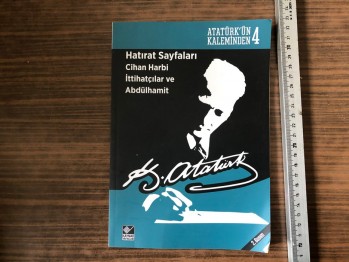 ATATÜRK'ÜN
KALEMİNDEN 4
Hatırat Sayfaları
Cihan Harbi
İttihatçılar ve
Abdülhamit
K. Atatürk